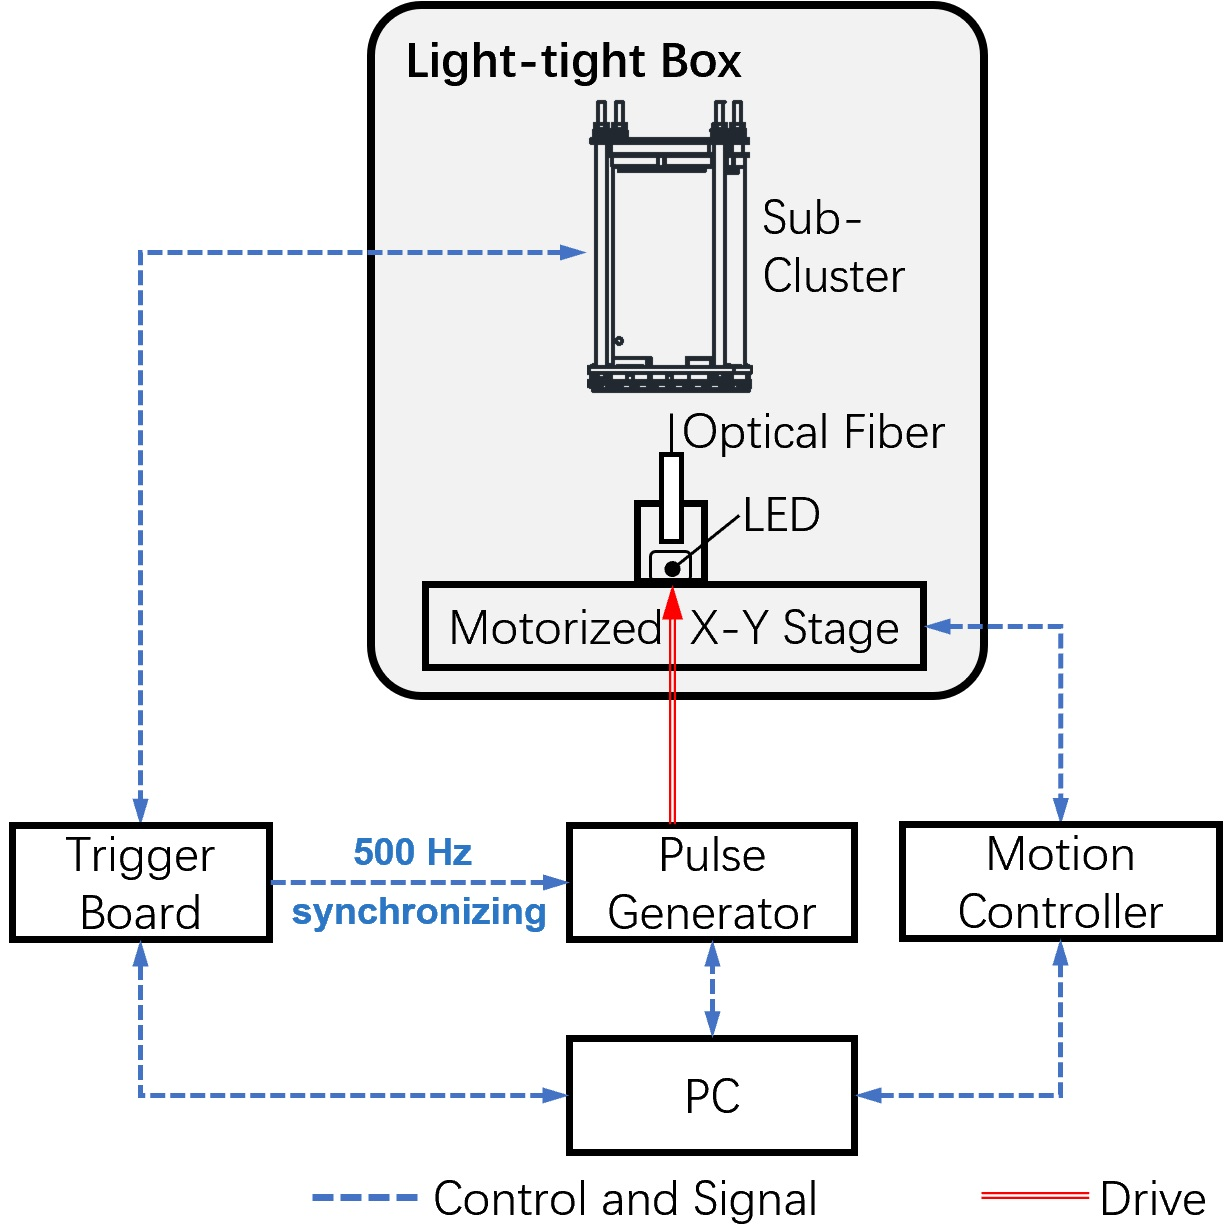 Light-tight Box
Sub-
Cluster
Optical Fiber
LED
Motorized X-Y Stage
Trigger
Board
500 Hz
synchronizing
Pulse
Generator
Motion
Controller
PC
Control and Signal
Drive